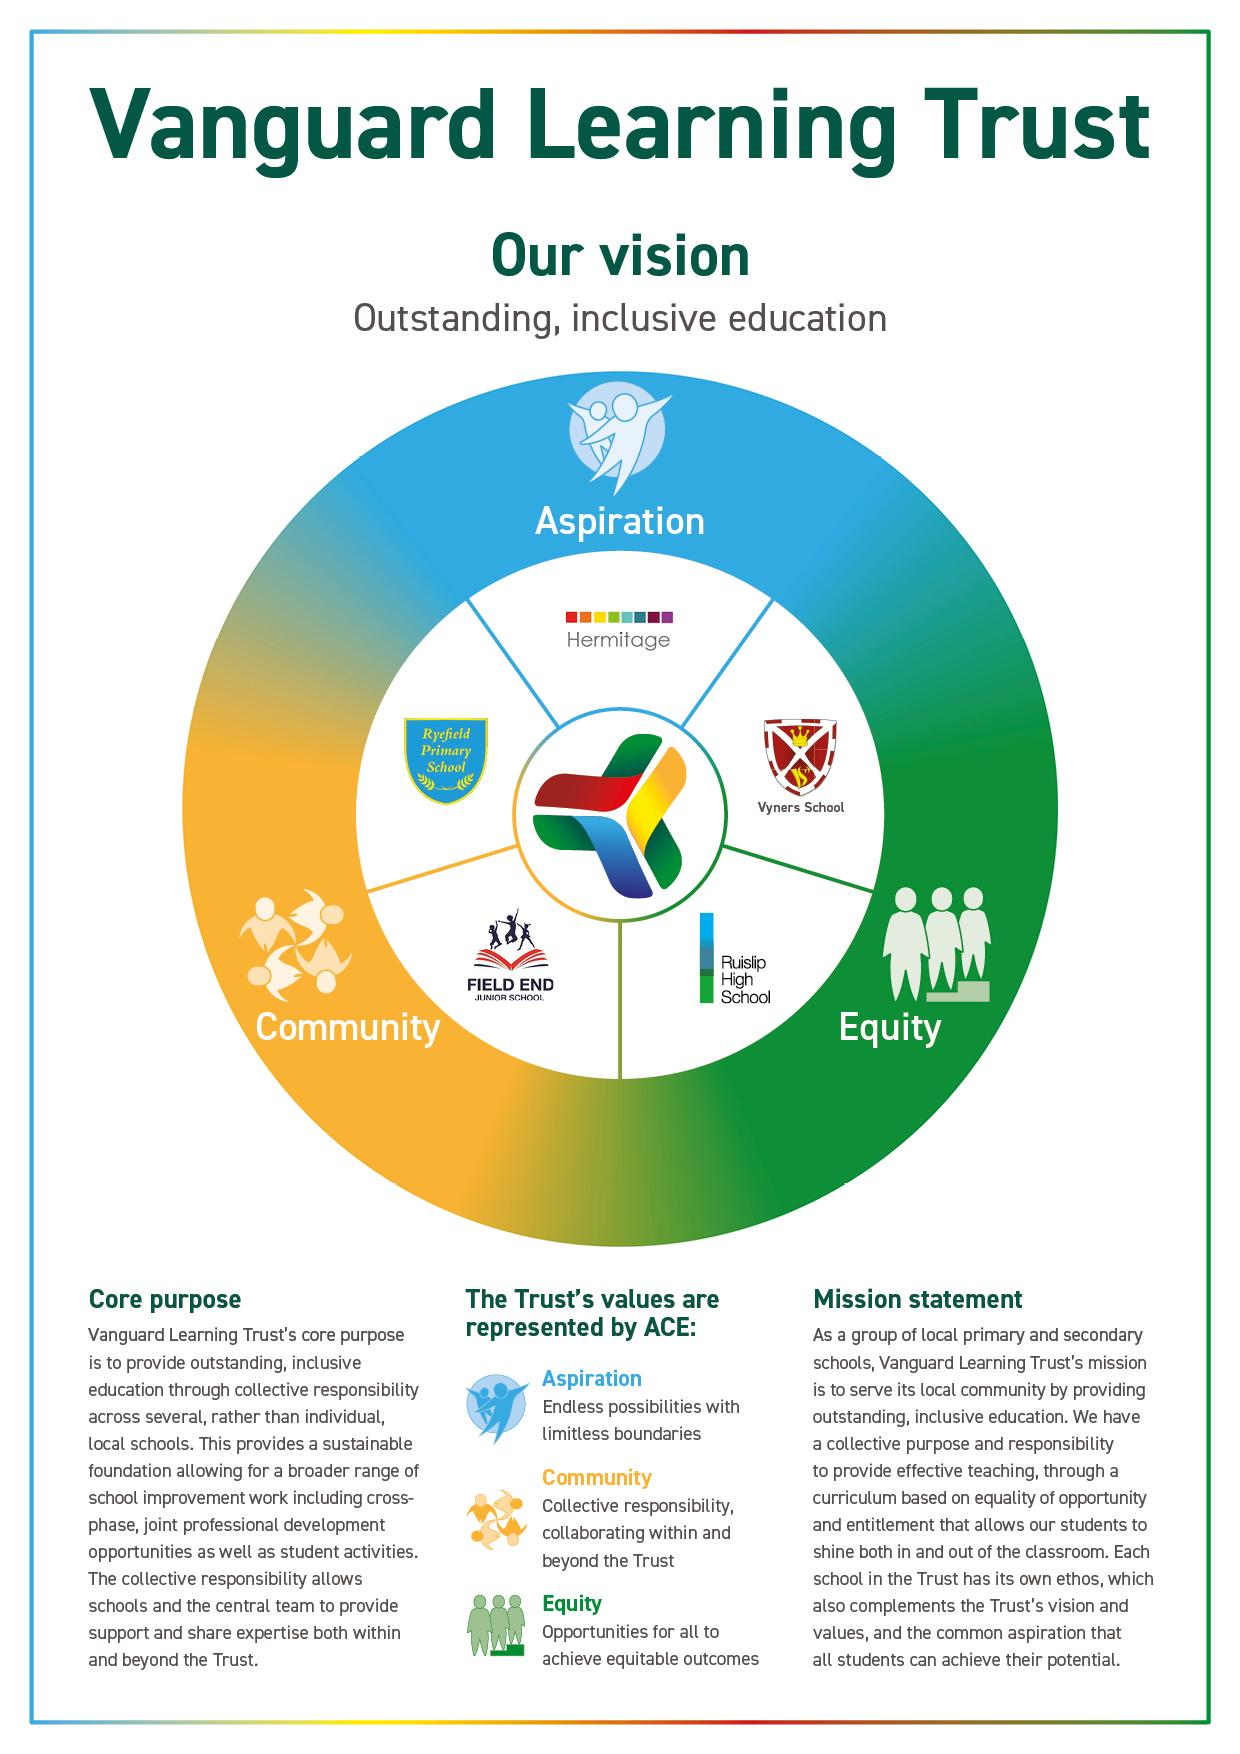 Vanguard Learning Trust
Our vision
Outstanding, inclusive education
Aspiration
Hermitage
Ryefield
Primary
School
VS
Vyners School
FIELD END
JUNIOR SCHOOL
Ruislip
High
School
Community
Equity
Core purpose
Vanguard Learning Trust's core purpose
is to provide outstanding, inclusive
education through collective responsibility
across several, rather than individual,
local schools. This provides a sustainable
foundation allowing for a broader range of
school improvement work including cross-
phase, joint professional development
opportunities as well as student activities.
The collective responsibility allows
schools and the central team to provide
support and share expertise both within
and beyond the Trust.
The Trust's values are
represented by ACE:
Aspiration
Endless possibilities with
limitless boundaries
Community
Collective responsibility,
collaborating within and
beyond the Trust
Equity
Opportunities for all to
achieve equitable outcomes
Mission statement
As a group of local primary and secondary
schools, Vanguard Learning Trust's mission
is to serve its local community by providing
outstanding, inclusive education. We have
a collective purpose and responsibility
to provide effective teaching, through a
curriculum based on equality of opportunity
and entitlement that allows our students to
shine both in and out of the classroom. Each
school in the Trust has its own ethos, which
also complements the Trust's vision and
values, and the common aspiration that
all students can achieve their potential.